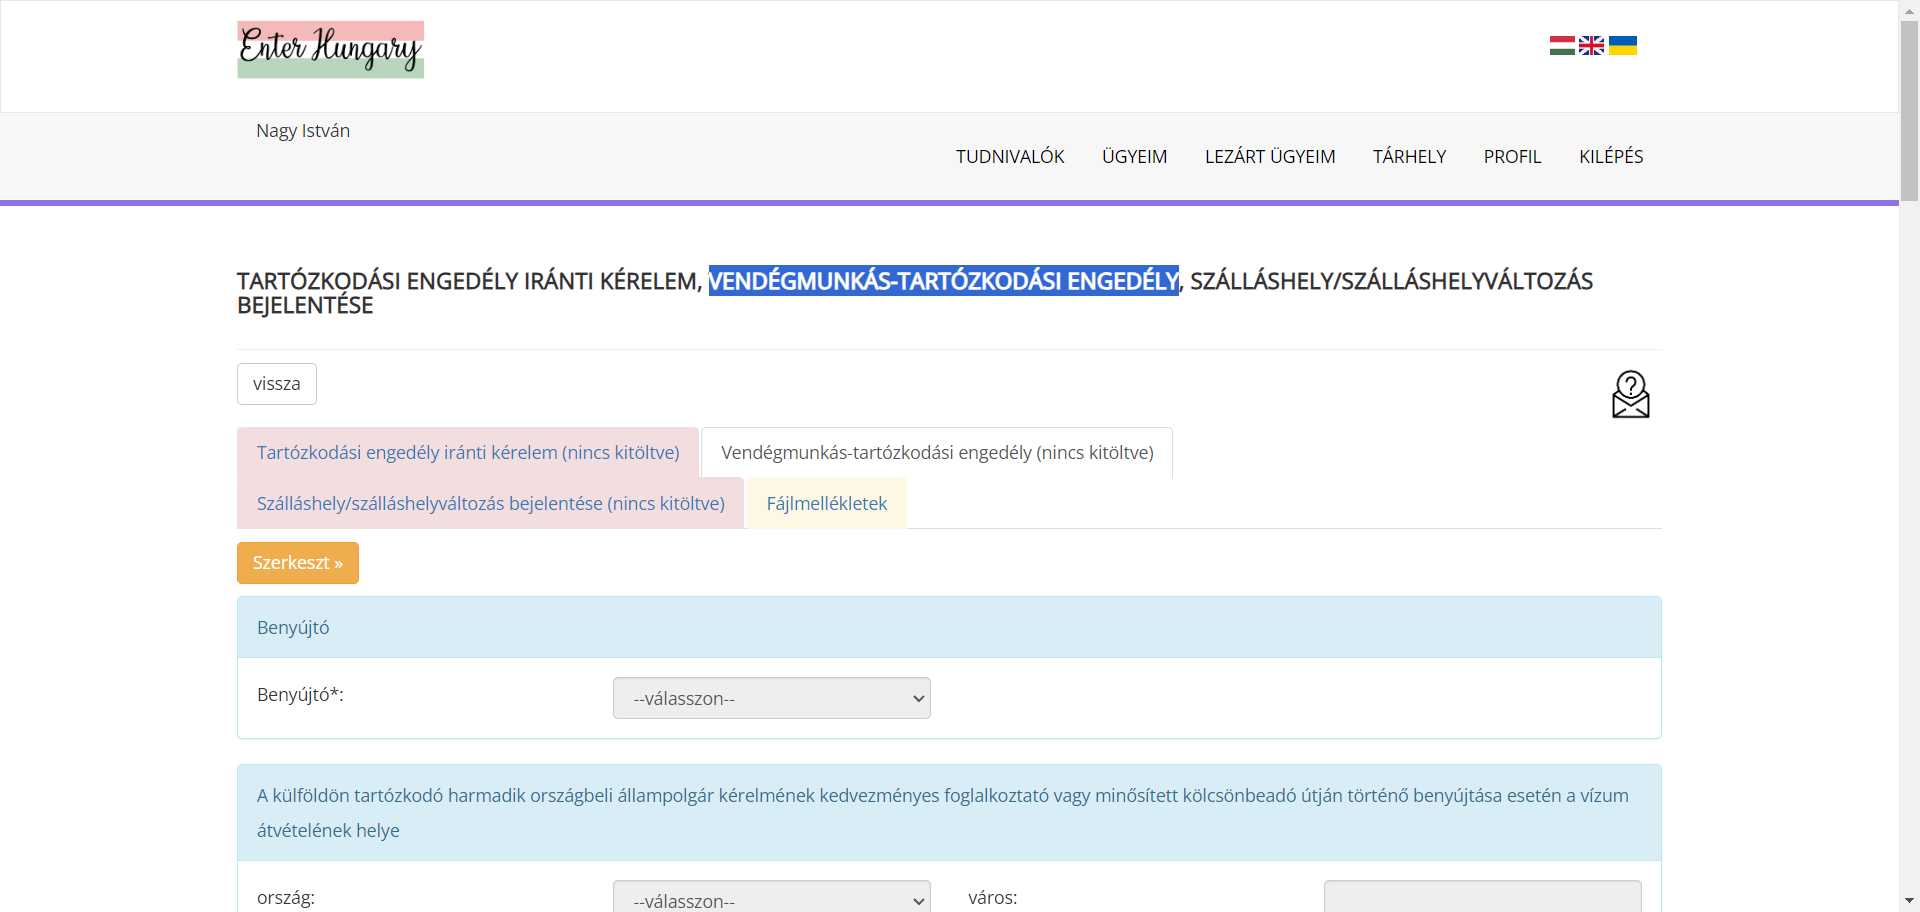 Enter Hungary
Nagy István
TUDNIVALÓK ÜGYEIM LEZÁRT ÜGYEIM TÁRHELY PROFIL KILÉPÉS
TARTÓZKODÁSI ENGEDÉLY IRÁNTI KÉRELEM, VENDÉGMUNKÁS-TARTÓZKODÁSI ENGEDÉLY, SZÁLLÁSHELY/SZÁLLÁSHELYVÁLTOZÁS
BEJELENTÉSE
vissza
?
Tartózkodási engedély iránti kérelem (nincs kitöltve) Vendégmunkás-tartózkodási engedély (nincs kitöltve)
Szálláshely/szálláshelyváltozás bejelentése (nincs kitöltve) Fájlmellékletek
Szerkeszt »
Benyújtó
Benyújtó*: --válasszon--
A külföldön tartózkodó harmadik országbeli állampolgár kérelmének kedvezményes foglalkoztató vagy minősített kölcsönbeadó útján történő benyújtása esetén a vízum
átvételének helye
ország: --válasszon-- város: